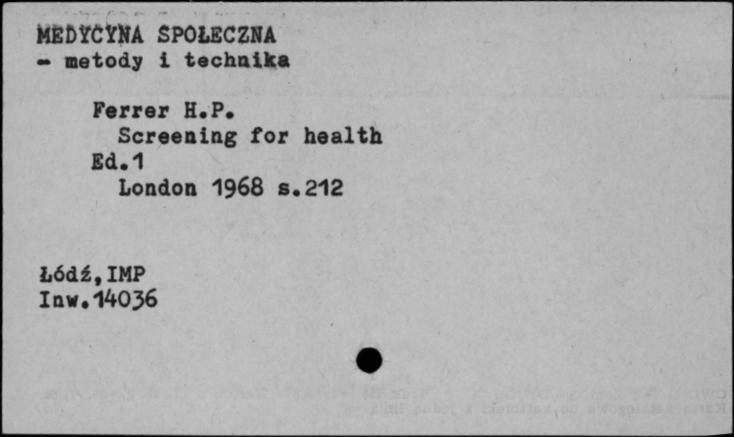 MEDYCYNA SPOŁECZNA
- metody i technika
Ferrer H.P.
Screening for health
Ed.1
London 1968 s.212
Łódź,IMP
Inw.14036